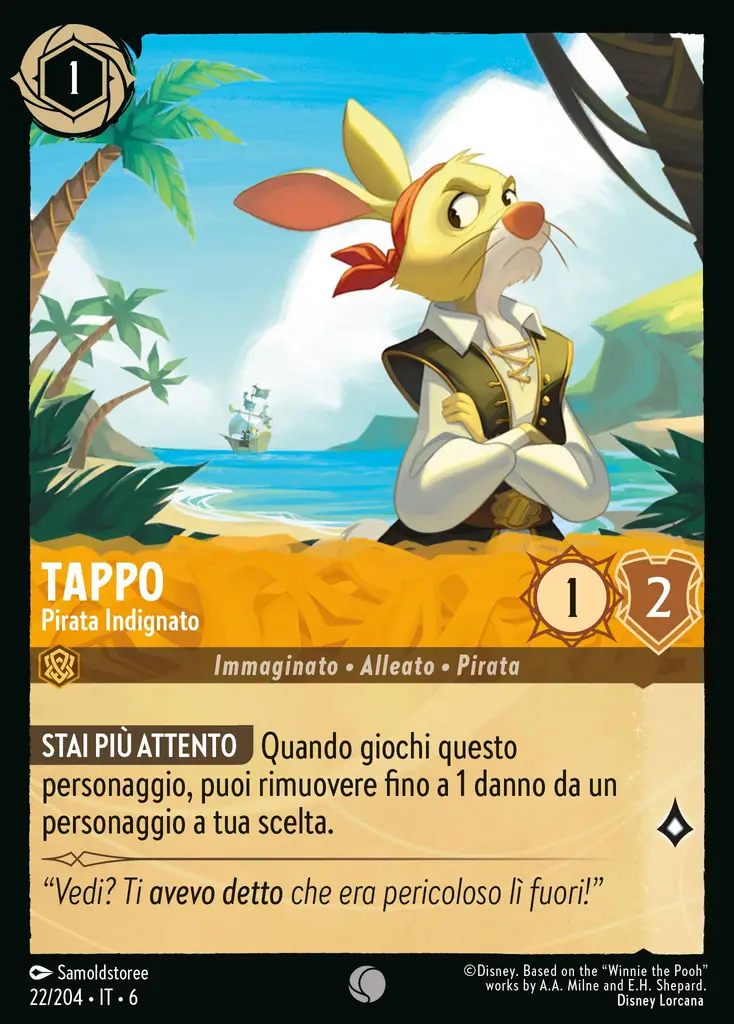 1
TAPPO
Pirata Indignato
1
2
Immaginato • Alleato • Pirata
STAI PIÙ ATTENTO Quando giochi questo
personaggio, puoi rimuovere fino a 1 danno da un
personaggio a tua scelta.
“Vedi? Ti avevo detto che era pericoloso lì fuori!”
Samoldstoree
22/204 • IT • 6
©Disney. Based on the “Winnie the Pooh”
works by A.A. Milne and E.H. Shepard.
Disney Lorcana